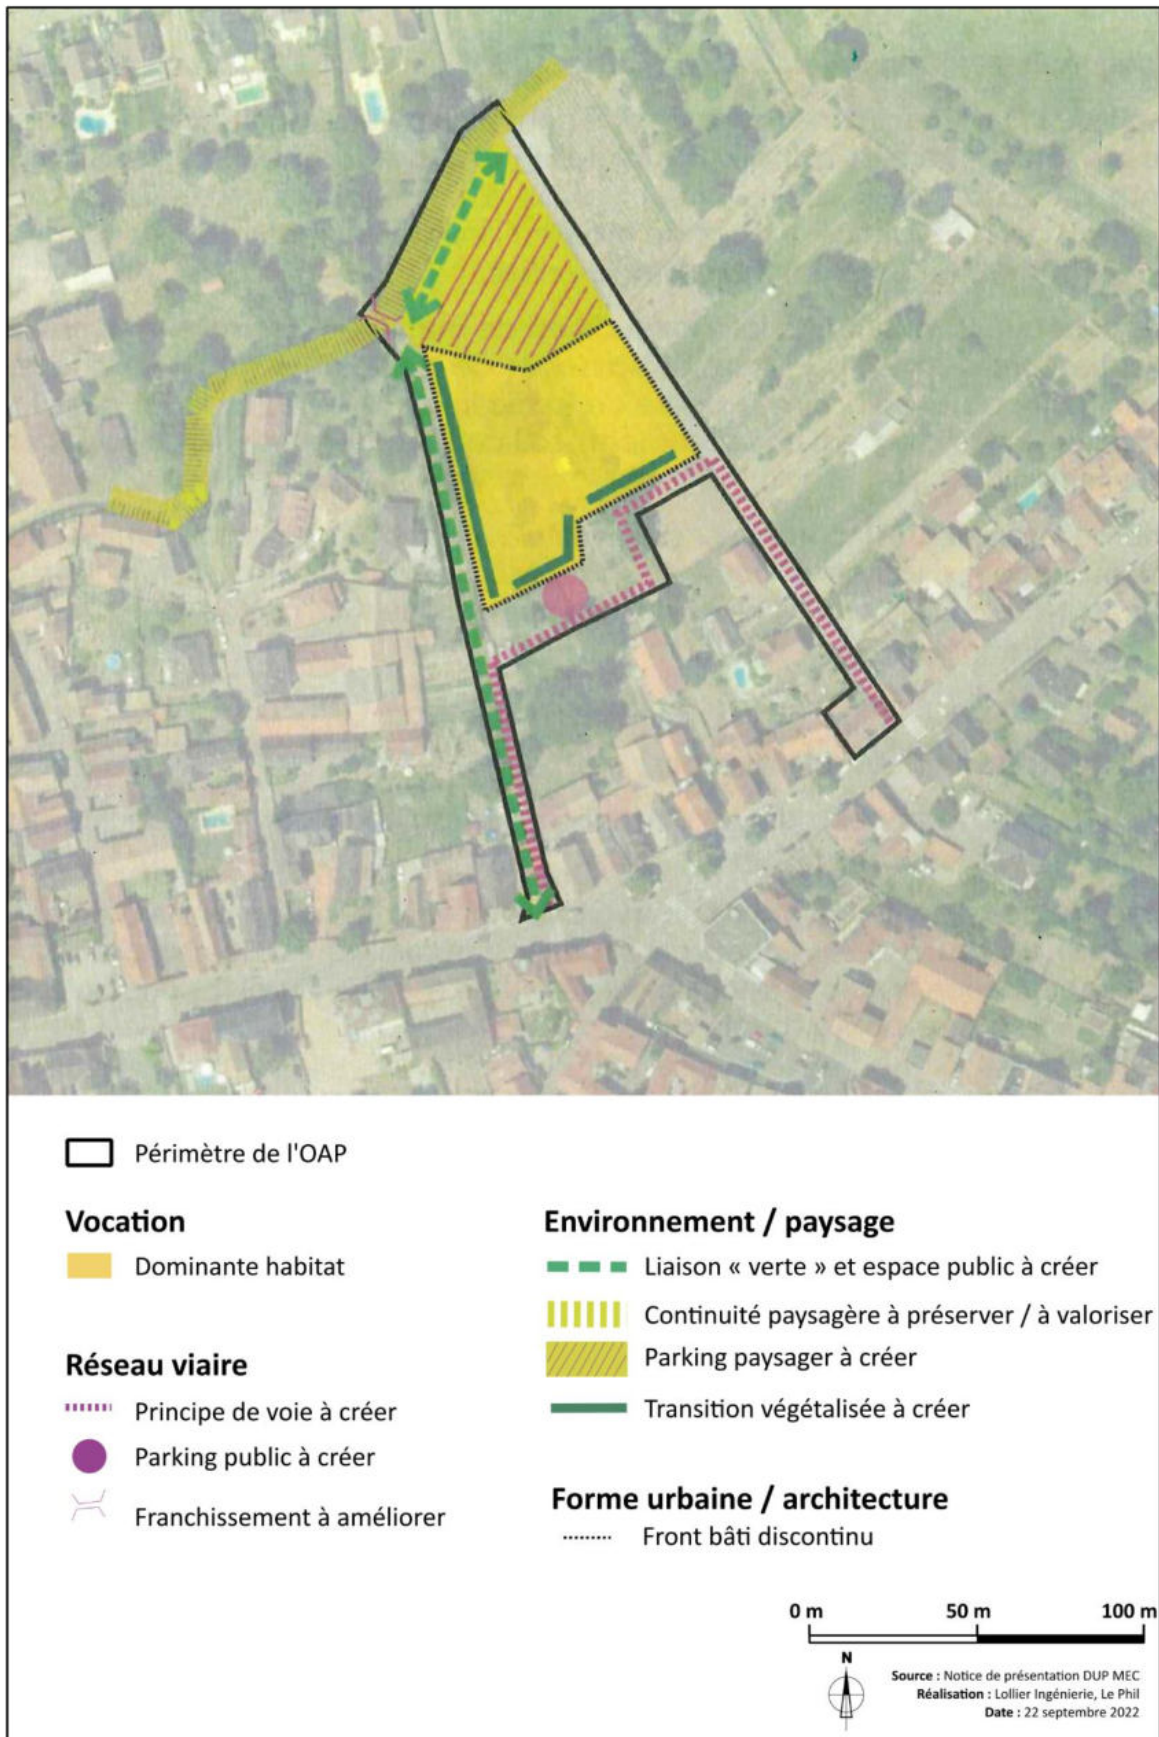 Périmètre de l'OAP
Vocation
Dominante habitat
Réseau viaire
Principe de voie à créer
Parking public à créer
Franchissement à améliorer
Environnement / paysage
Liaison « verte » et espace public à créer
Continuité paysagère à préserver / à valoriser
Parking paysager à créer
Transition végétalisée à créer
Forme urbaine / architecture
Front bâti discontinu
0 m 50 m 100 m
N
Source : Notice de présentation DUP MEC
Réalisation : Lollier Ingénierie, Le Phil
Date : 22 septembre 2022